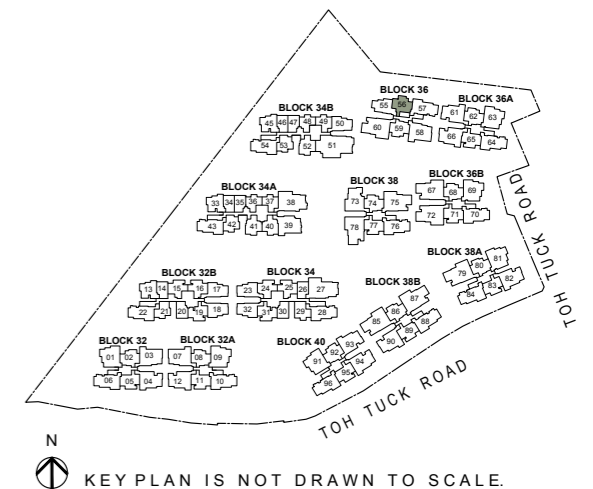 BLOCK 36
55 56 57
60 59 58
BLOCK 36A
61 62 63
66 65 64
BLOCK 34B
45 46 47 48 49 50
54 53 52 51
BLOCK 34A
33 34 35 36 37 38
43 42 41 40 39
BLOCK 38
73 74 75
78 77 76
BLOCK 36B
67 68 69
72 71 70
BLOCK 38A
79 80 81
84 83 82
BLOCK 32B
13 14 15 16 17
22 21 20 19 18
BLOCK 34
23 24 25 26 27
32 31 30 29 28
BLOCK 38B
85 86 87
90 89 88
BLOCK 32
01 02 03
06 05 04
BLOCK 32A
07 08 09
12 11 10
BLOCK 40
91 92 93
96 95 94
TOH TUCK ROAD
TOH TUCK ROAD
N
KEY PLAN IS NOT DRAWN TO SCALE.